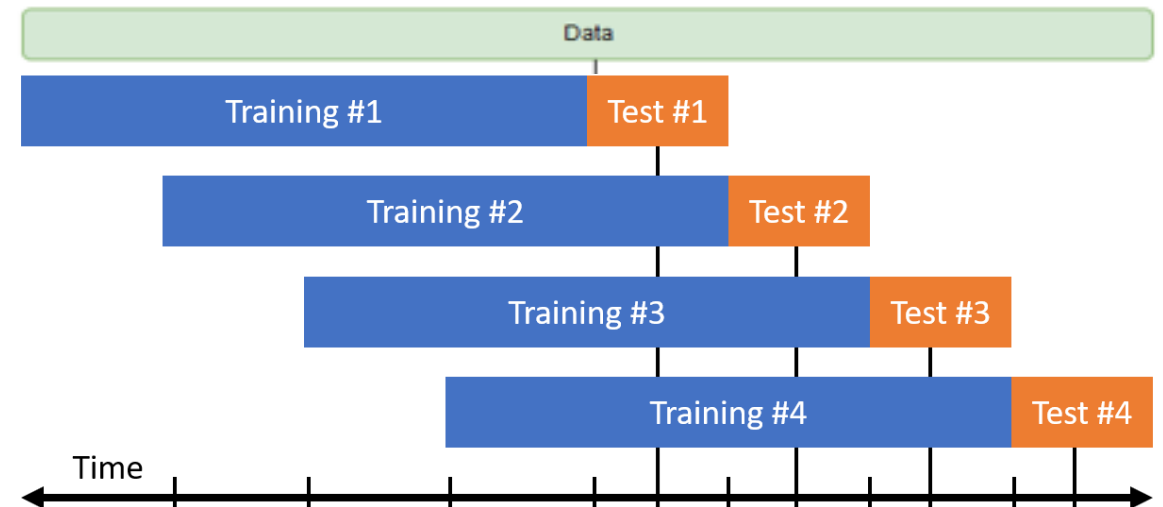 Data
Training #1
Test #1
Training #2
Test #2
Training #3
Test #3
Training #4
Test #4
Time